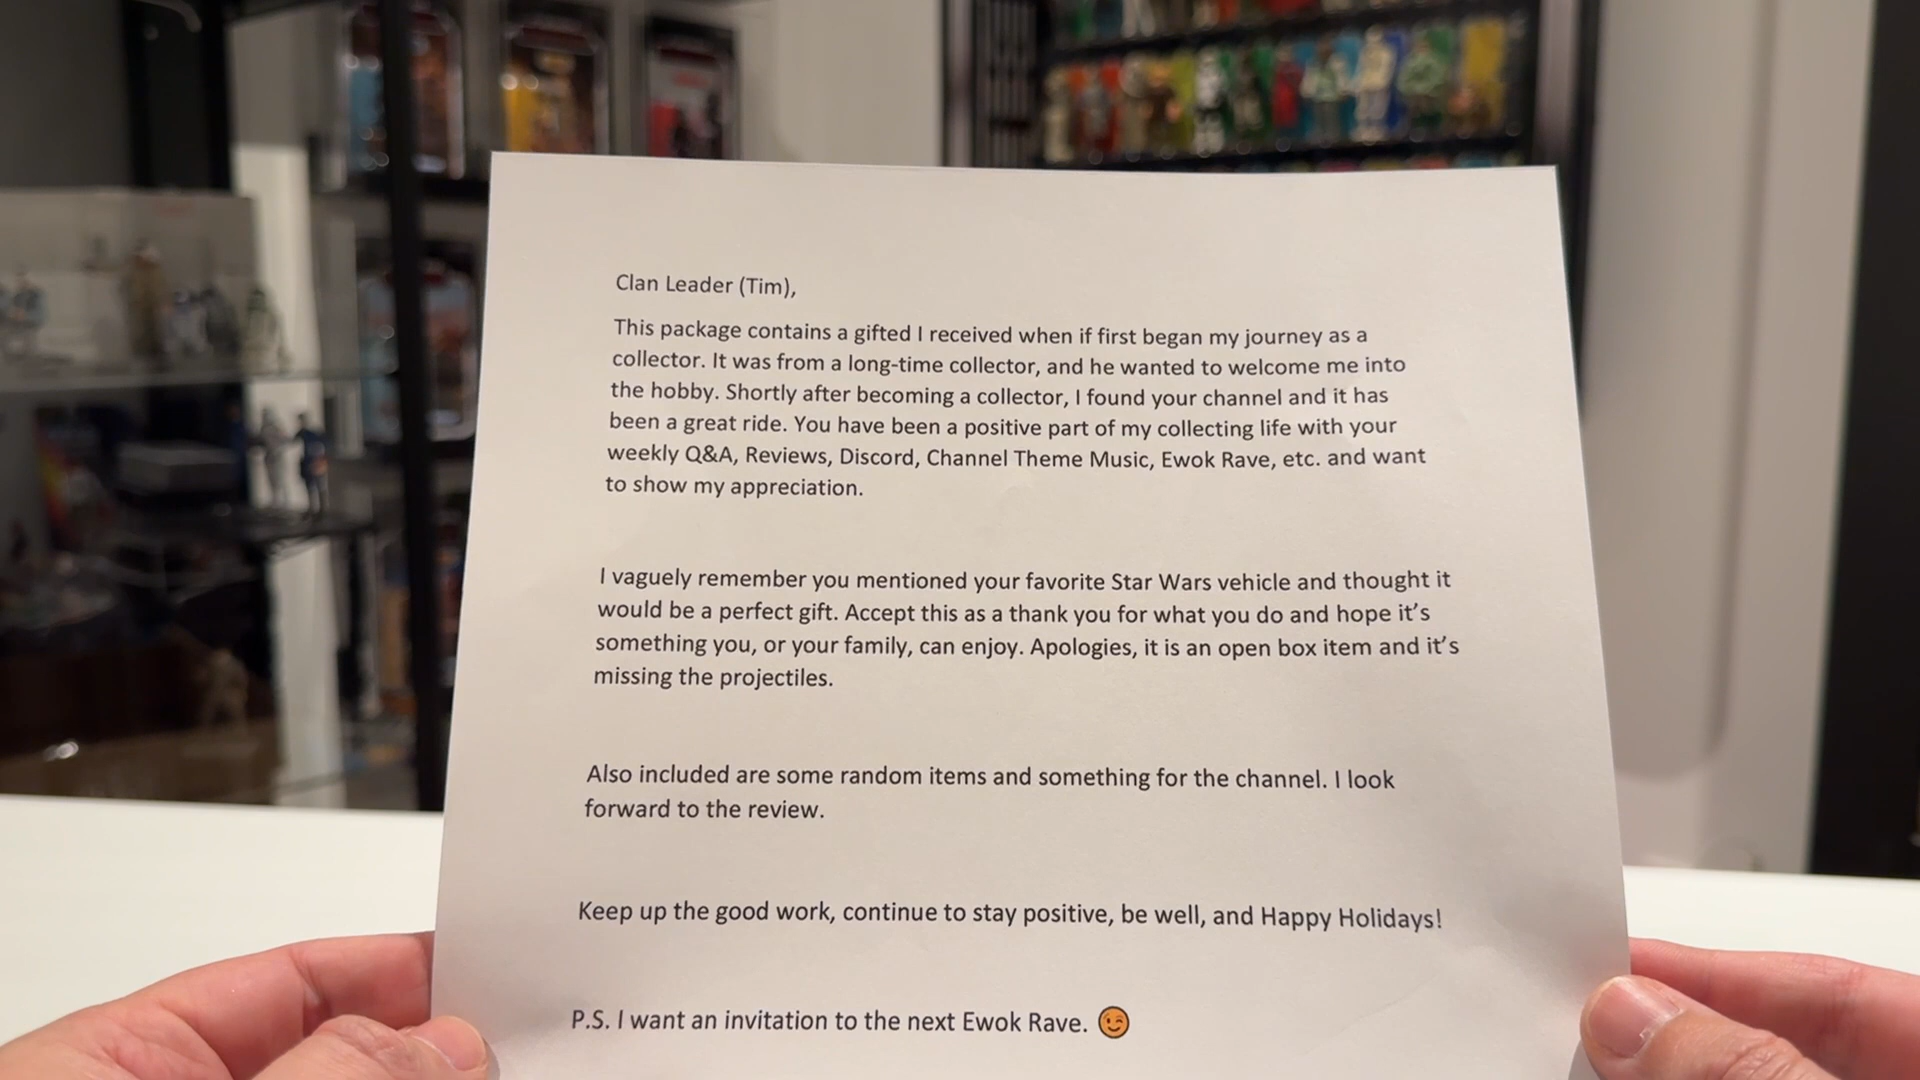 Clan Leader (Tim),
This package contains a gifted I received when if first began my journey as a
collector. It was from a long-time collector, and he wanted to welcome me into
the hobby. Shortly after becoming a collector, I found your channel and it has
been a great ride. You have been a positive part of my collecting life with your
weekly Q&A, Reviews, Discord, Channel Theme Music, Ewok Rave, etc. and want
to show my appreciation.
I vaguely remember you mentioned your favorite Star Wars vehicle and thought it
would be a perfect gift. Accept this as a thank you for what you do and hope it’s
something you, or your family, can enjoy. Apologies, it is an open box item and it’s
missing the projectiles.
Also included are some random items and something for the channel. I look
forward to the review.
Keep up the good work, continue to stay positive, be well, and Happy Holidays!
P.S. I want an invitation to the next Ewok Rave. 😉